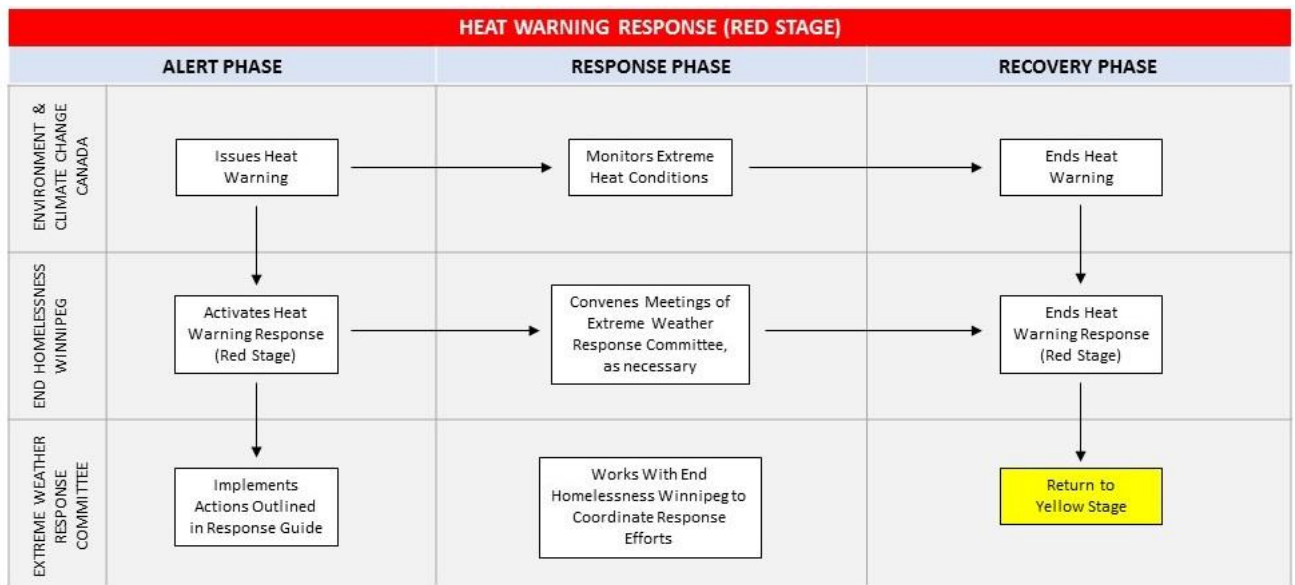 HEAT WARNING RESPONSE (RED STAGE)
ALERT PHASE
RESPONSE PHASE
RECOVERY PHASE
ENVIRONMENT &
CLIMATE CHANGE
CANADA
Issues Heat
Warning
Monitors Extreme
Heat Conditions
Ends Heat
Warning
END HOMELESSNESS
WINNIPEG
Activates Heat
Warning Response
(Red Stage)
Convenes Meetings of
Extreme Weather
Response Committee,
as necessary
Ends Heat
Warning Response
(Red Stage)
EXTREME WEATHER
RESPONSE
COMMITTEE
Implements
Actions Outlined
in Response Guide
Works With End
Homelessness Winnipeg to
Coordinate Response
Efforts
Return to
Yellow Stage